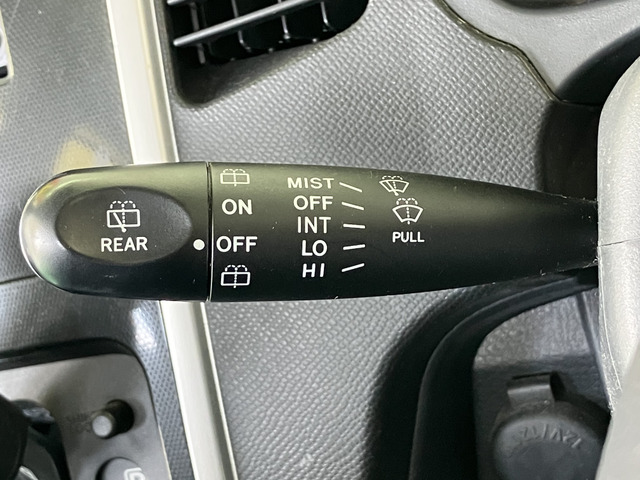 REAR
ON
OFF
MIST
OFF
INT
LO
HI
PULL